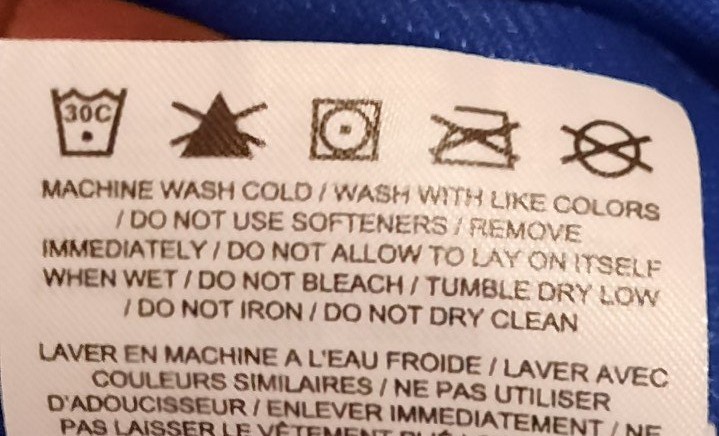 30C
MACHINE WASH COLD / WASH WITH LIKE COLORS
/ DO NOT USE SOFTENERS / REMOVE
IMMEDIATELY / DO NOT ALLOW TO LAY ON ITSELF
WHEN WET / DO NOT BLEACH / TUMBLE DRY LOW
/ DO NOT IRON / DO NOT DRY CLEAN
LAVER EN MACHINE A L'EAU FROIDE / LAVER AVEC
COULEURS SIMILAIRES / NE PAS UTILISER
D'ADOUCISSEUR / ENLEVER IMMEDIATEMENT / NE
PAS LAISSER LE VÊTEMENT